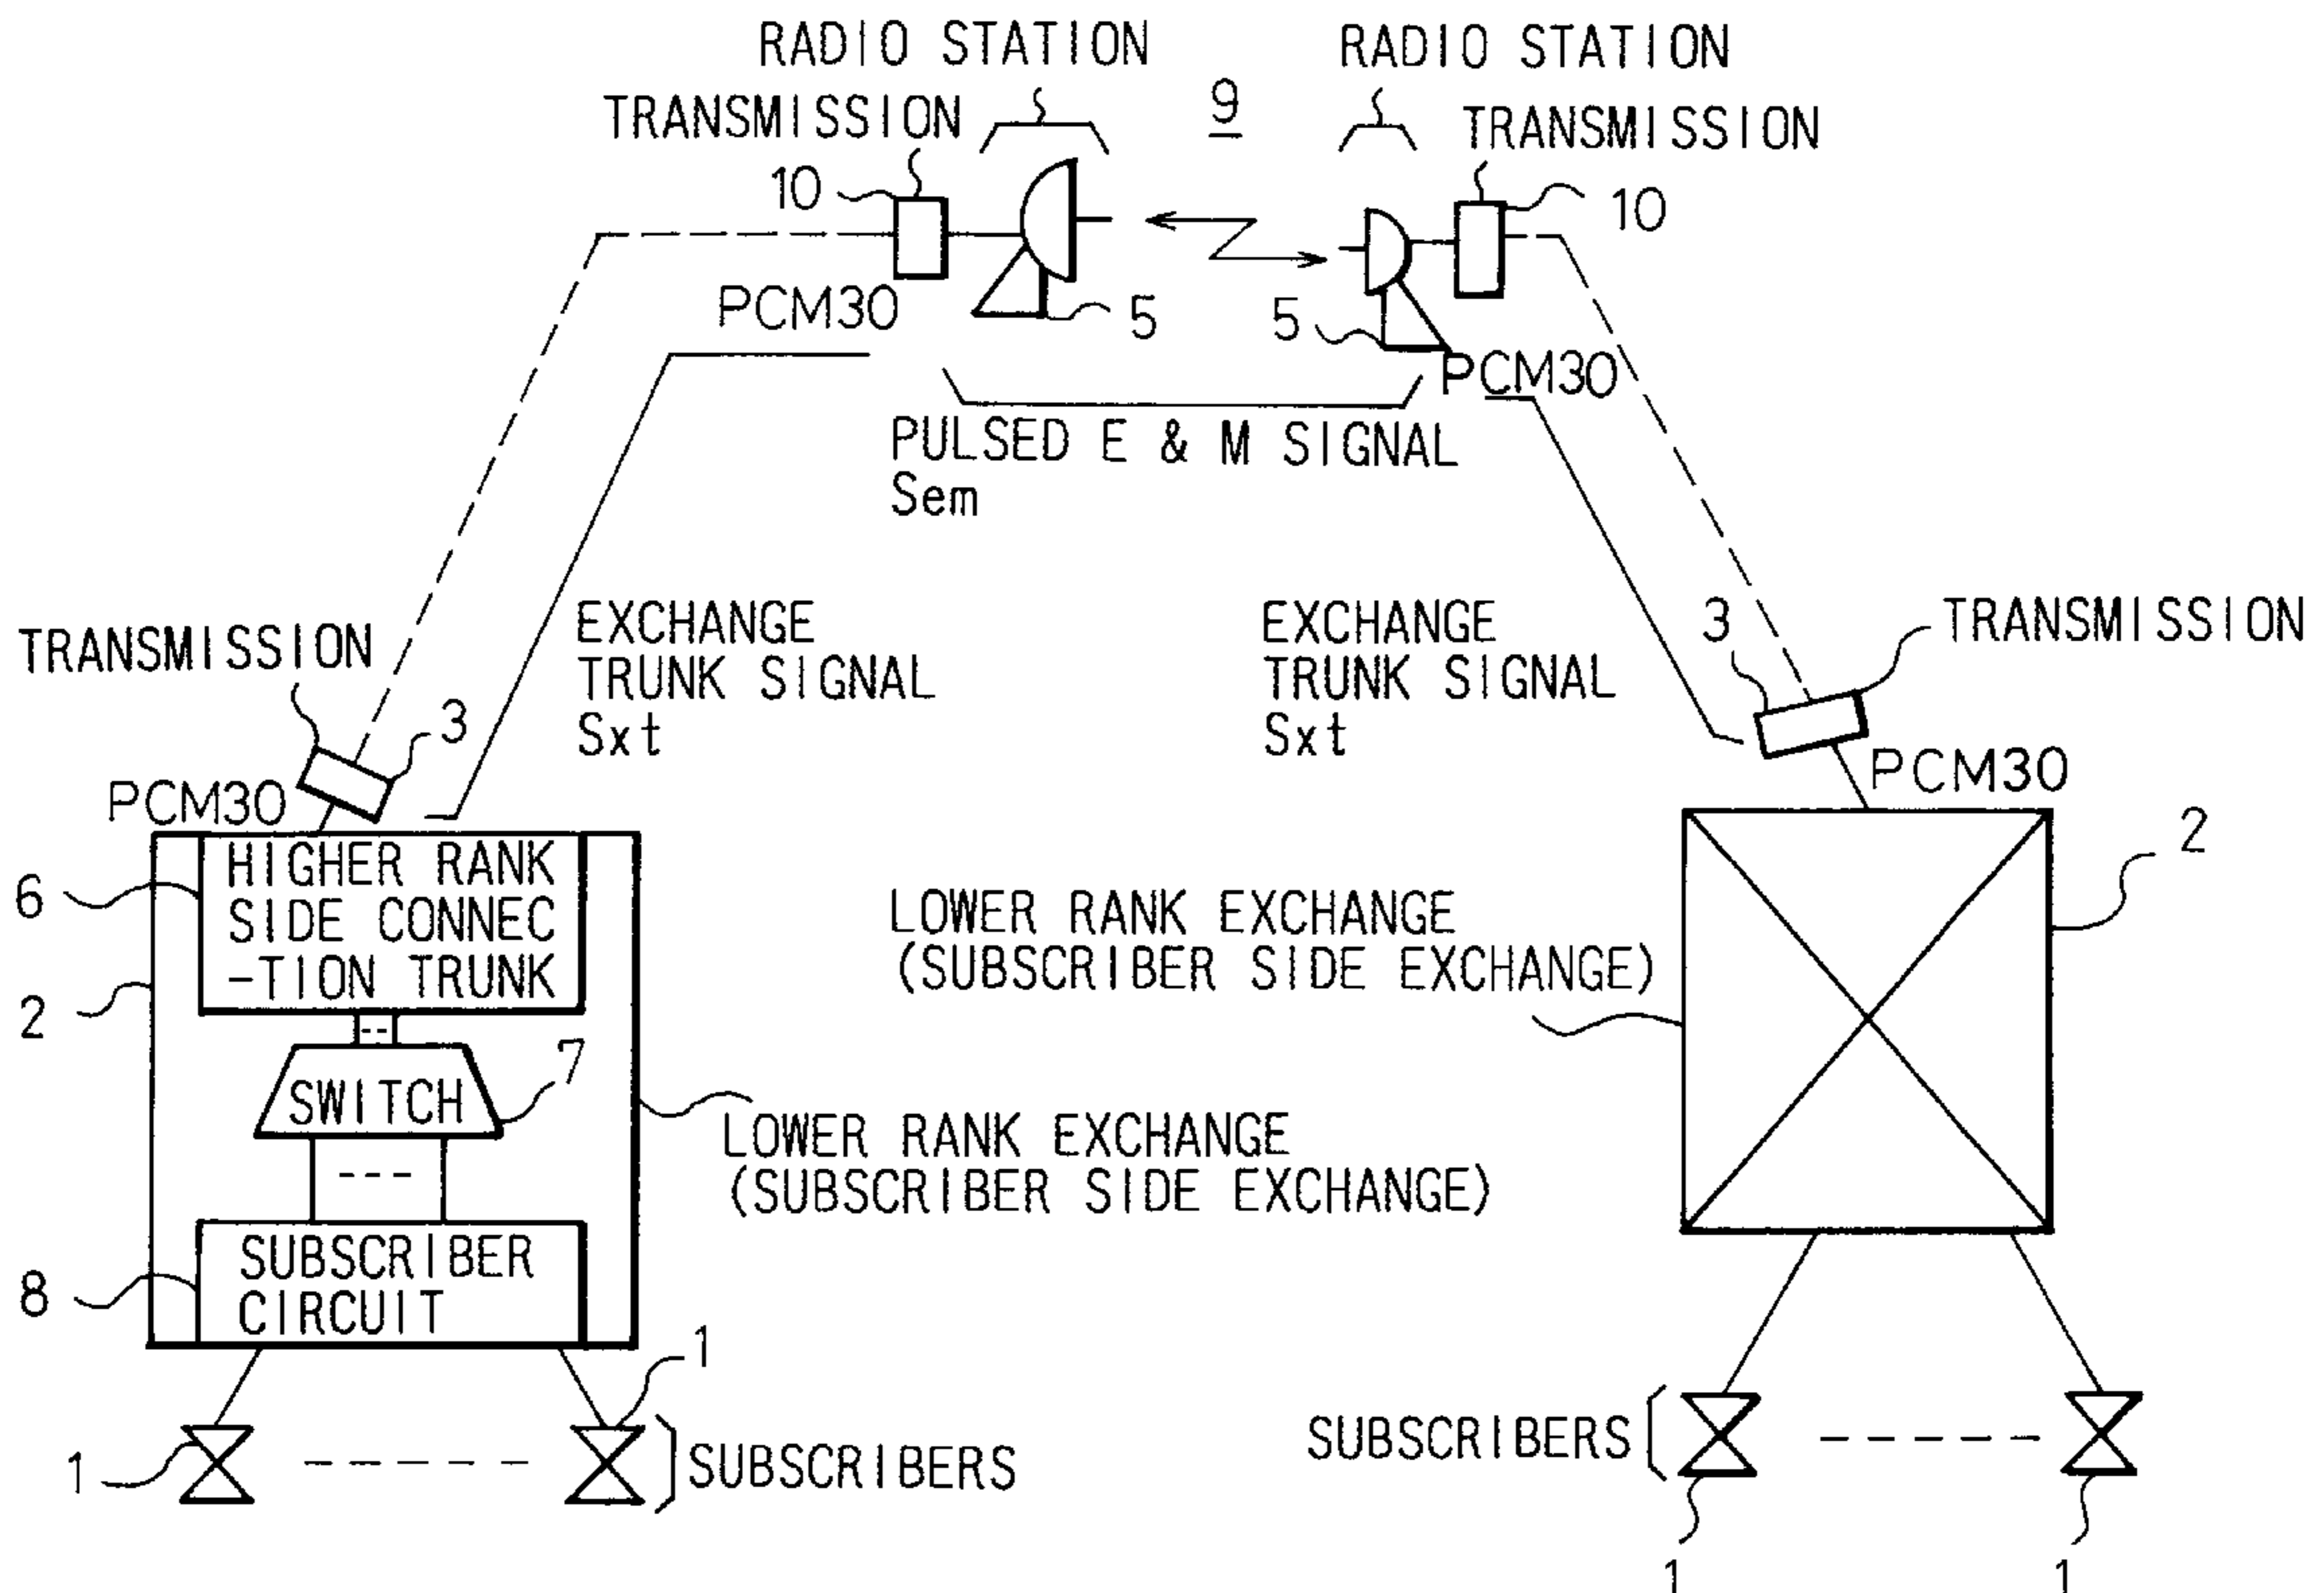 RADIO STATION
RADIO STATION
TRANSMISSION
9
TRANSMISSION
10
10
PCM30
5
5
PCM30
PULSED E & M SIGNAL
Sem
TRANSMISSION
EXCHANGE
TRUNK SIGNAL
Sxt
EXCHANGE
TRUNK SIGNAL
Sxt
3
TRANSMISSION
3
PCM30
PCM30
HIGHER RANK
SIDE CONNEC
-TION TRUNK
6
2
2
LOWER RANK EXCHANGE
(SUBSCRIBER SIDE EXCHANGE)
SWITCH
7
LOWER RANK EXCHANGE
(SUBSCRIBER SIDE EXCHANGE)
SUBSCRIBER
CIRCUIT
8
1
1
SUBSCRIBERS
SUBSCRIBERS
1
1